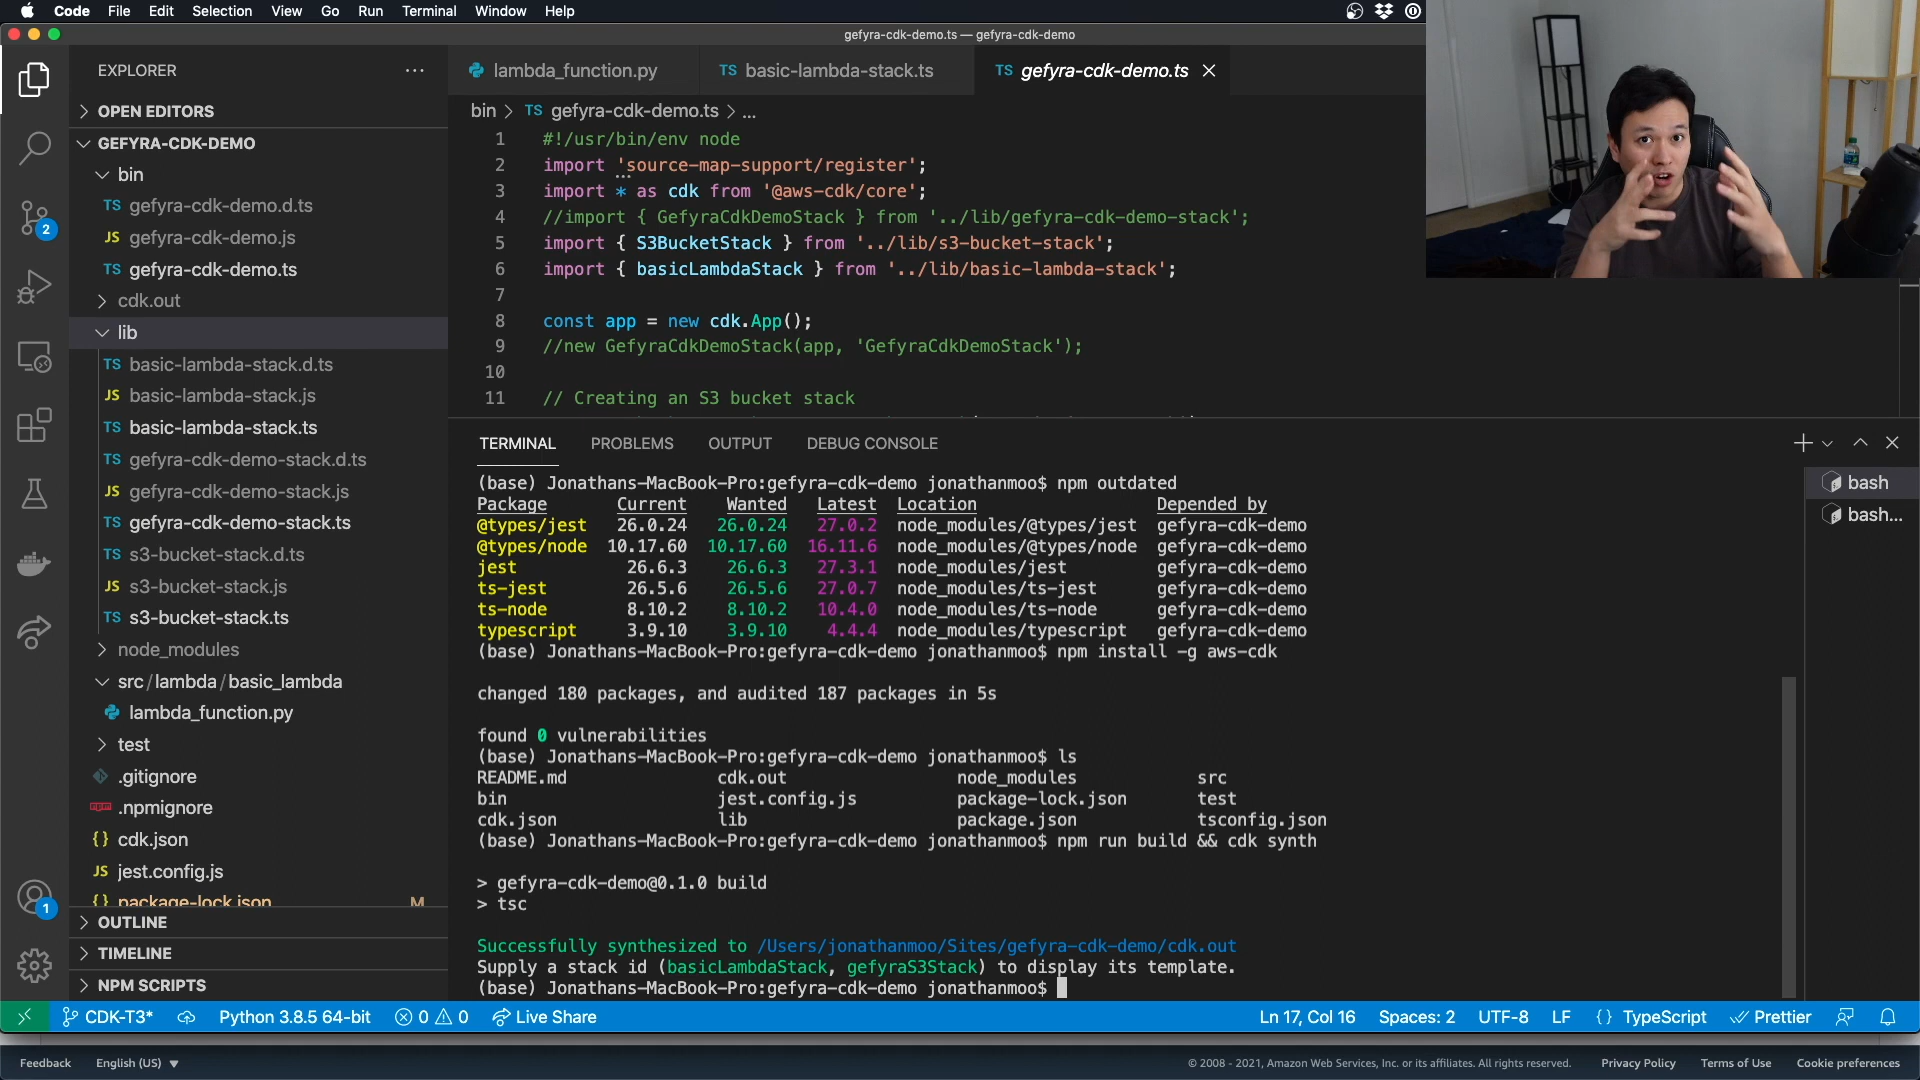 Code File Edit Selection View Go Run Terminal Window Help
gefyra-cdk-demo.ts — gefyra-cdk-demo
EXPLORER
OPEN EDITORS
GEFYRA-CDK-DEMO
bin
TS gefyra-cdk-demo.d.ts
JS gefyra-cdk-demo.js
TS gefyra-cdk-demo.ts
cdk.out
lib
TS basic-lambda-stack.d.ts
JS basic-lambda-stack.js
TS basic-lambda-stack.ts
TS gefyra-cdk-demo-stack.d.ts
JS gefyra-cdk-demo-stack.js
TS gefyra-cdk-demo-stack.ts
TS s3-bucket-stack.d.ts
JS s3-bucket-stack.js
TS s3-bucket-stack.ts
node_modules
src/lambda/basic_lambda
lambda_function.py
test
.gitignore
.npmignore
{} cdk.json
JS jest.config.js
{} package-lock.json M
OUTLINE
TIMELINE
NPM SCRIPTS
2
1
lambda_function.py TS basic-lambda-stack.ts TS gefyra-cdk-demo.ts
bin > TS gefyra-cdk-demo.ts > ...
1 #!/usr/bin/env node
2 import 'source-map-support/register';
3 import * as cdk from '@aws-cdk/core';
4 //import { GefyraCdkDemoStack } from '../lib/gefyra-cdk-demo-stack';
5 import { S3BucketStack } from '../lib/s3-bucket-stack';
6 import { basicLambdaStack } from '../lib/basic-lambda-stack';
7
8 const app = new cdk.App();
9 //new GefyraCdkDemoStack(app, 'GefyraCdkDemoStack');
10
11 // Creating an S3 bucket stack
TERMINAL PROBLEMS OUTPUT DEBUG CONSOLE
(base) Jonathans-MacBook-Pro:gefyra-cdk-demo jonathanmoo$ npm outdated
Package Current Wanted Latest Location Depended by
@types/jest 26.0.24 26.0.24 27.0.2 node_modules/@types/jest gefyra-cdk-demo
@types/node 10.17.60 10.17.60 16.11.6 node_modules/@types/node gefyra-cdk-demo
jest 26.6.3 26.6.3 27.3.1 node_modules/jest gefyra-cdk-demo
ts-jest 26.5.6 26.5.6 27.0.7 node_modules/ts-jest gefyra-cdk-demo
ts-node 8.10.2 8.10.2 10.4.0 node_modules/ts-node gefyra-cdk-demo
typescript 3.9.10 3.9.10 4.4.4 node_modules/typescript gefyra-cdk-demo
(base) Jonathans-MacBook-Pro:gefyra-cdk-demo jonathanmoo$ npm install -g aws-cdk
changed 180 packages, and audited 187 packages in 5s
found 0 vulnerabilities
(base) Jonathans-MacBook-Pro:gefyra-cdk-demo jonathanmoo$ ls
README.md cdk.out node_modules src
bin jest.config.js package-lock.json test
cdk.json lib package.json tsconfig.json
(base) Jonathans-MacBook-Pro:gefyra-cdk-demo jonathanmoo$ npm run build && cdk synth
> gefyra-cdk-demo@0.1.0 build
> tsc
Successfully synthesized to /Users/jonathanmoo/Sites/gefyra-cdk-demo/cdk.out
Supply a stack id (basicLambdaStack, gefyraS3Stack) to display its template.
(base) Jonathans-MacBook-Pro:gefyra-cdk-demo jonathanmoo$
bash
bash...
CDK-T3* Python 3.8.5 64-bit 0 0 Live Share Ln 17, Col 16 Spaces: 2 UTF-8 LF {} TypeScript Prettier
Feedback English (US) © 2008 - 2021, Amazon Web Services, Inc. or its affiliates. All rights reserved. Privacy Policy Terms of Use Cookie preferences